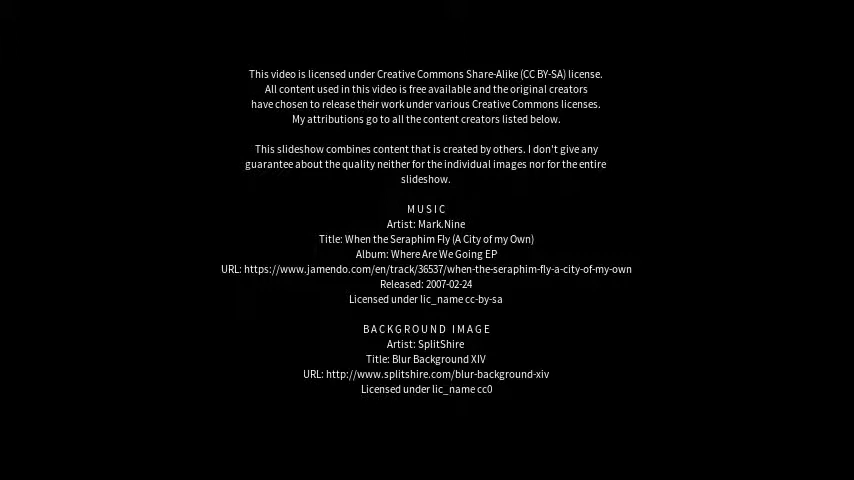 This video is licensed under Creative Commons Share-Alike (CC BY-SA) license.
All content used in this video is free available and the original creators
have chosen to release their work under various Creative Commons licenses.
My attributions go to all the content creators listed below.
This slideshow combines content that is created by others. I don't give any
guarantee about the quality neither for the individual images nor for the entire
slideshow.
MUSIC
Artist: Mark.Nine
Title: When the Seraphim Fly (A City of my Own)
Album: Where Are We Going EP
URL: https://www.jamendo.com/en/track/36537/when-the-seraphim-fly-a-city-of-my-own
Released: 2007-02-24
Licensed under lic_name cc-by-sa
BACKGROUND IMAGE
Artist: SplitShire
Title: Blur Background XIV
URL: http://www.splitshire.com/blur-background-xiv
Licensed under lic_name cc0